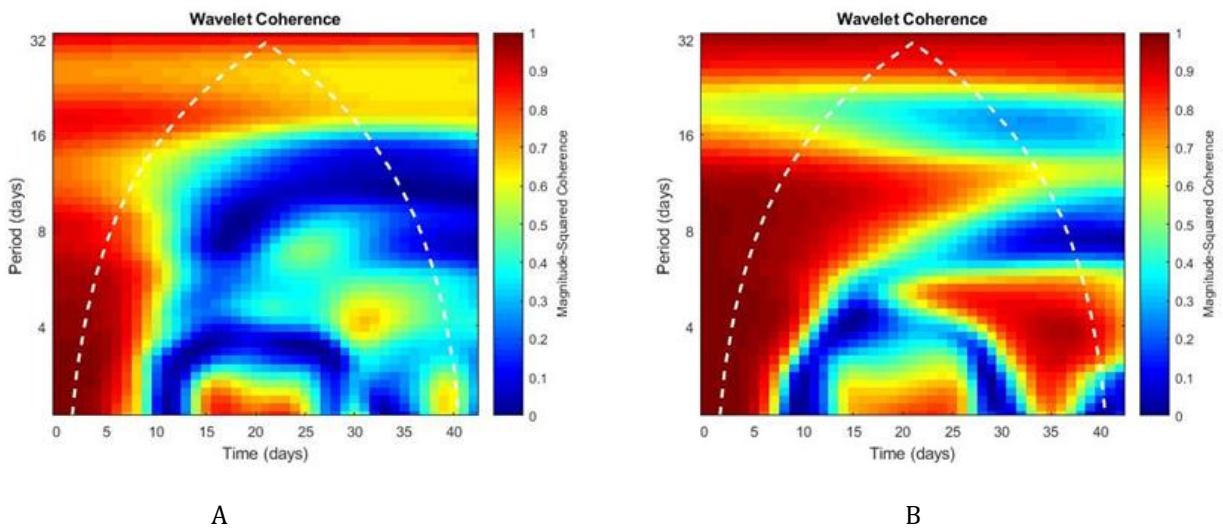 Wavelet Coherence
32
16
8
4
Period (days)
0 5 10 15 20 25 30 35 40
Time (days)
1
0.9
0.8
0.7
0.6
0.5
0.4
0.3
0.2
0.1
0
Magnitude-Squared Coherence
A
Wavelet Coherence
32
16
8
4
Period (days)
0 5 10 15 20 25 30 35 40
Time (days)
1
0.9
0.8
0.7
0.6
0.5
0.4
0.3
0.2
0.1
0
Magnitude-Squared Coherence
B